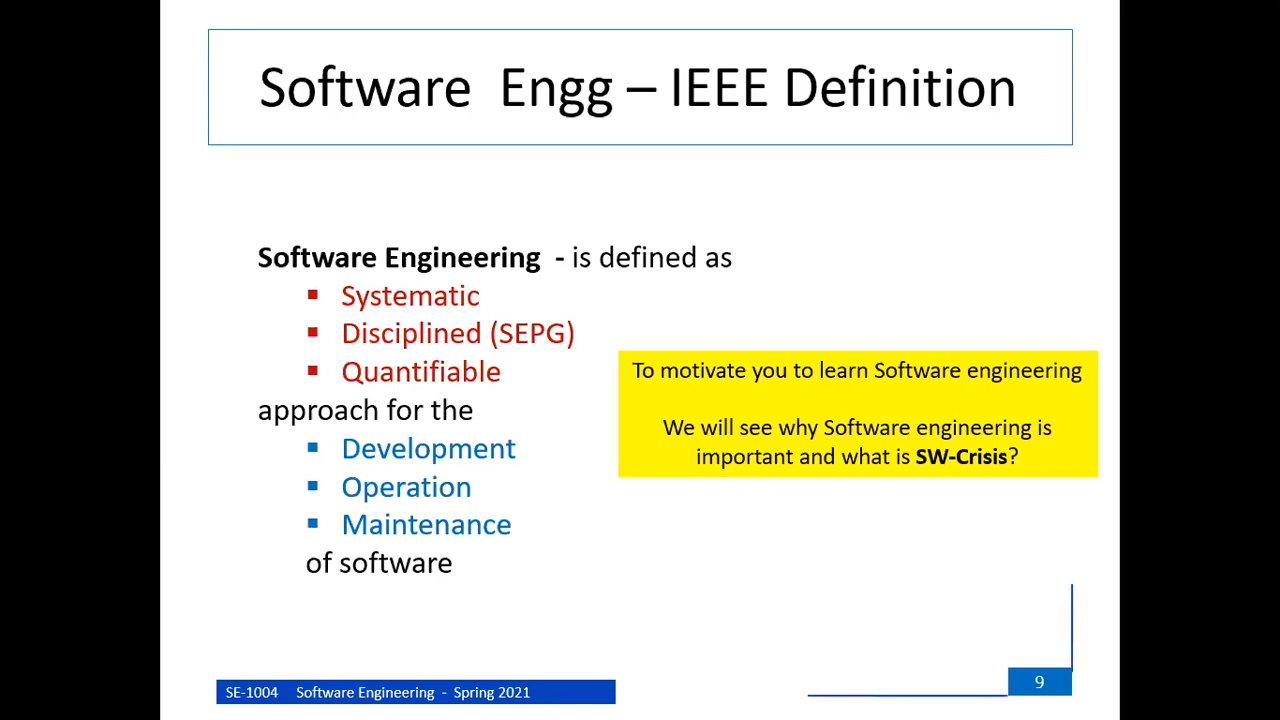 Software Engg – IEEE Definition
Software Engineering - is defined as
▪ Systematic
▪ Disciplined (SEPG)
▪ Quantifiable
approach for the
▪ Development
▪ Operation
▪ Maintenance
of software
To motivate you to learn Software engineering
We will see why Software engineering is
important and what is SW-Crisis?
SE-1004 Software Engineering - Spring 2021
9